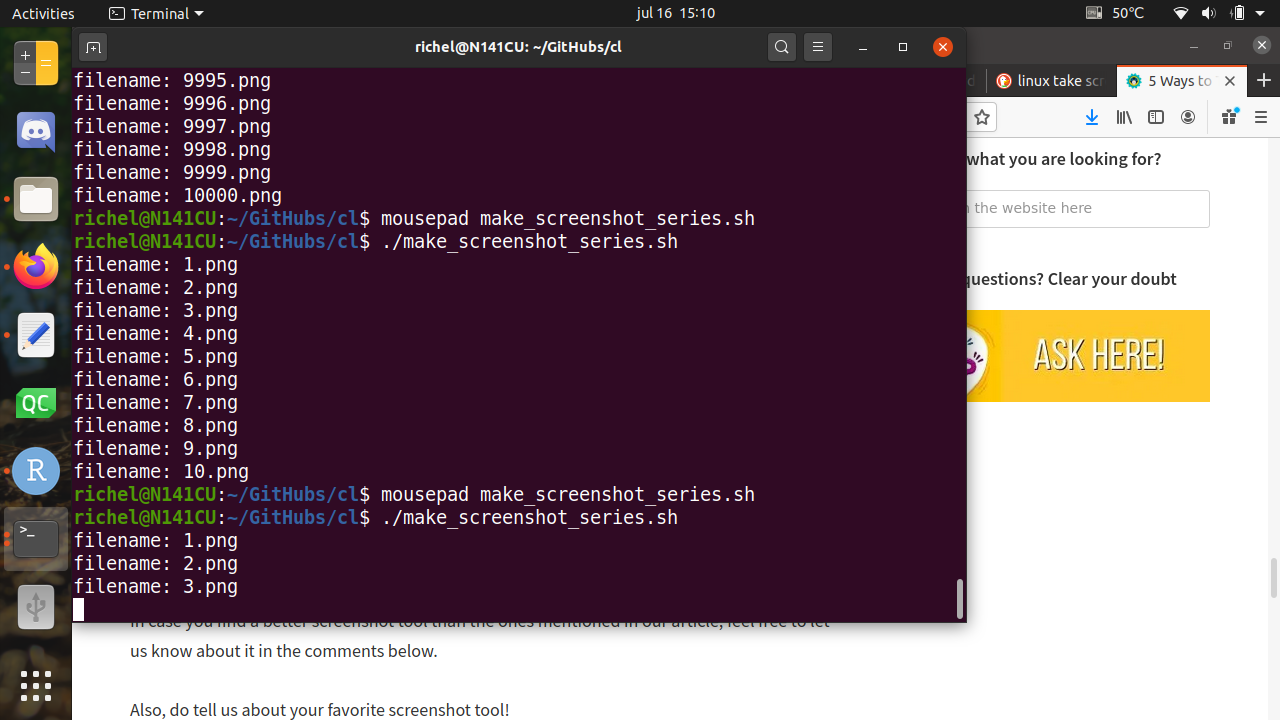 Activities
Terminal
jul 16 15:10
50°C
richel@N141CU: ~/GitHubs/cl
linux take scr
5 Ways to
filename: 9995.png
filename: 9996.png
filename: 9997.png
filename: 9998.png
filename: 9999.png
filename: 10000.png
richel@N141CU:~/GitHubs/cl$ mousepad make_screenshot_series.sh
richel@N141CU:~/GitHubs/cl$ ./make_screenshot_series.sh
filename: 1.png
filename: 2.png
filename: 3.png
filename: 4.png
filename: 5.png
filename: 6.png
filename: 7.png
filename: 8.png
filename: 9.png
filename: 10.png
richel@N141CU:~/GitHubs/cl$ mousepad make_screenshot_series.sh
richel@N141CU:~/GitHubs/cl$ ./make_screenshot_series.sh
filename: 1.png
filename: 2.png
filename: 3.png
what you are looking for?
the website here
questions? Clear your doubt
ASK HERE!
QC
R
>_
In case you find a better screenshot tool than the ones mentioned in our article, feel free to let
us know about it in the comments below.
Also, do tell us about your favorite screenshot tool!